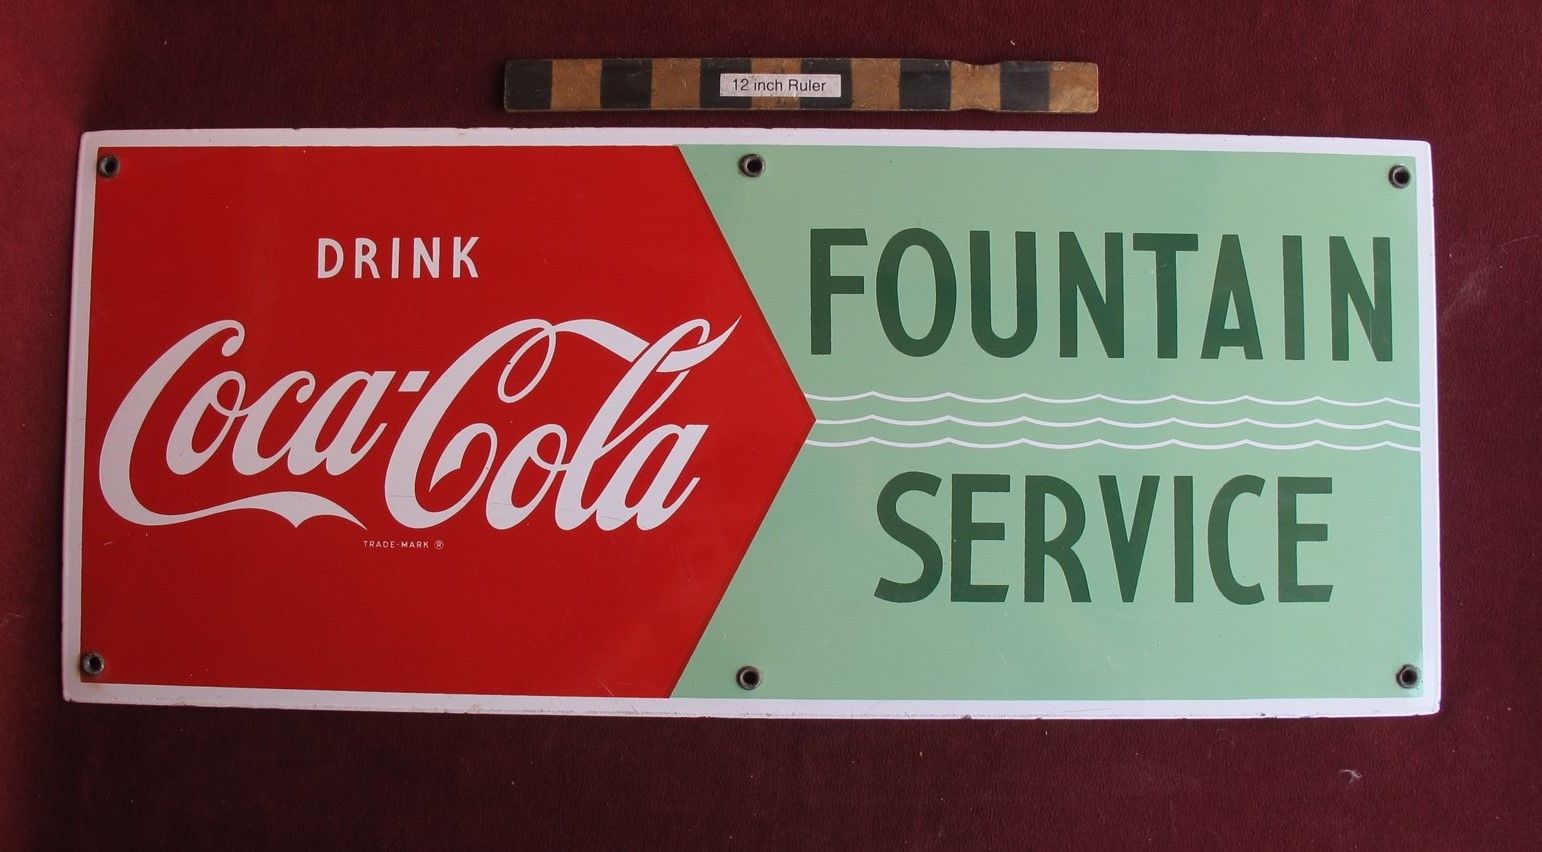 12 inch Ruler
DRINK
Coca-Cola
TRADE-MARK ®
FOUNTAIN
SERVICE